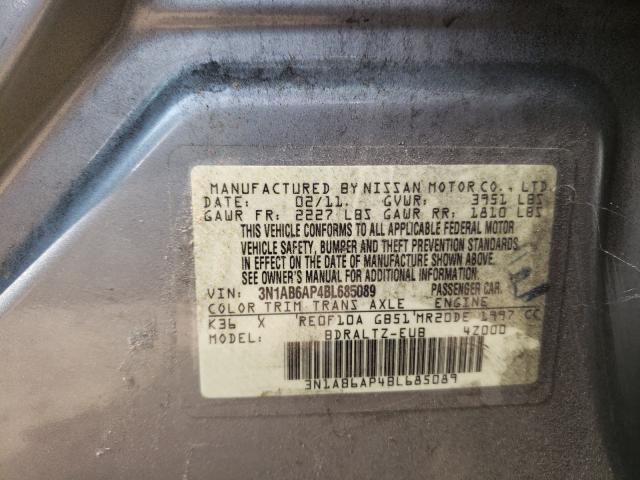 MANUFACTURED BY NISSAN MOTOR CO., LTD.
DATE: 02/11. GVWR: 3951 LBS
GAWR FR: 2227 LBS GAWR RR: 1810 LBS
THIS VEHICLE CONFORMS TO ALL APPLICABLE FEDERAL MOTOR
VEHICLE SAFETY, BUMPER AND THEFT PREVENTION STANDARDS
IN EFFECT ON THE DATE OF MANUFACTURE SHOWN ABOVE.
SEE OWNER'S MANUAL FOR ADDITIONAL INFORMATION.
VIN: 3N1AB6AP4BL685089 PASSENGER CAR.
COLOR TRIM TRANS AXLE ENGINE
K36 X RE0F10A GB51 MR20DE 1997 CC
MODEL: BDRALTZ-EUB 4Z000
3N1AB6AP4BL685089